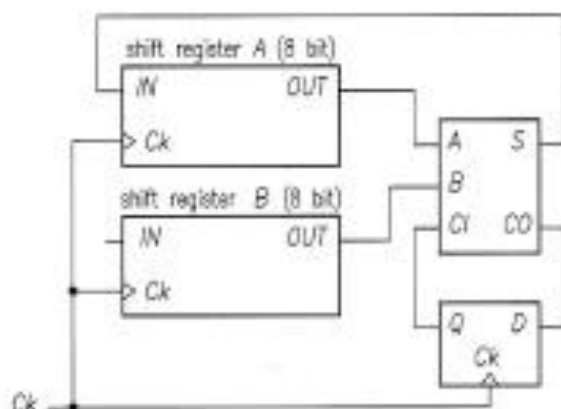 shift register A (8 bit)
IN OUT
Ck
A S
B
CI CO
shift register B (8 bit)
IN OUT
Ck
Q D
Ck
Ck